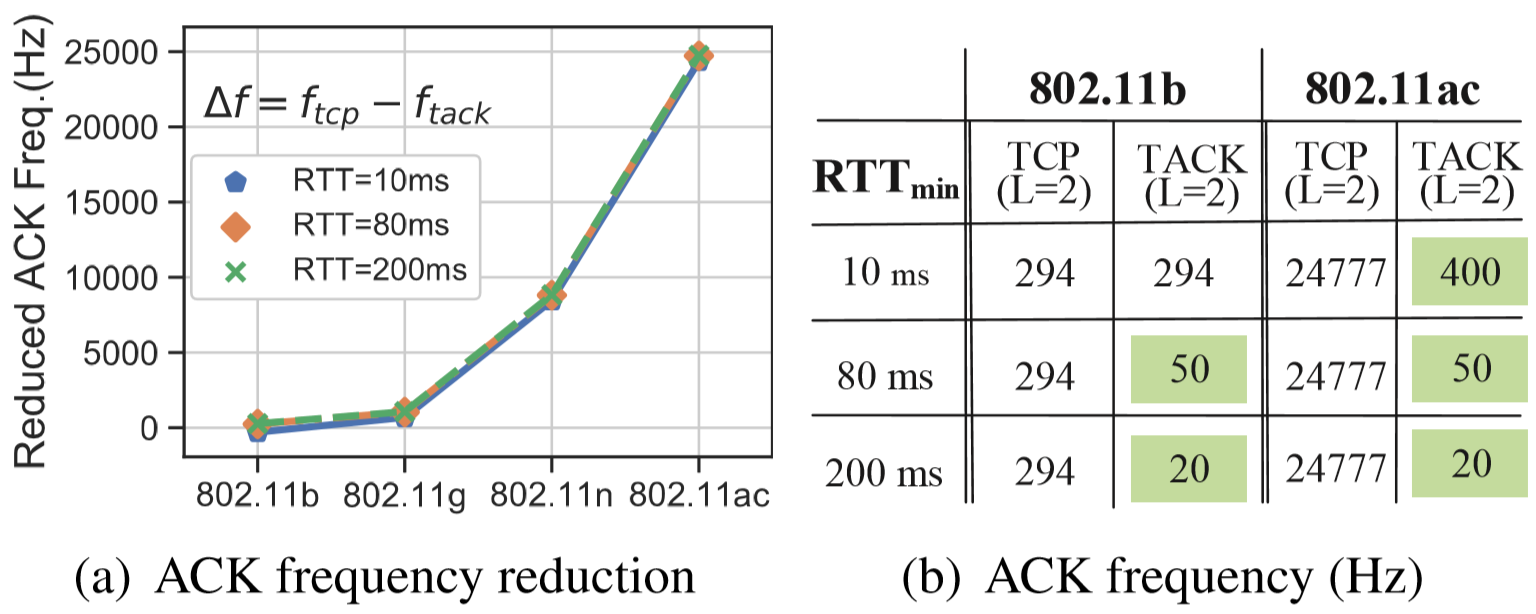 Reduced ACK Freq.(Hz)
25000
20000
15000
10000
5000
0
Δf = f_tcp − f_tack
RTT=10ms
RTT=80ms
RTT=200ms
802.11b 802.11g 802.11n 802.11ac
(a) ACK frequency reduction
802.11b 802.11ac
RTTmin TCP (L=2) TACK (L=2) TCP (L=2) TACK (L=2)
10 ms 294 294 24777 400
80 ms 294 50 24777 50
200 ms 294 20 24777 20
(b) ACK frequency (Hz)